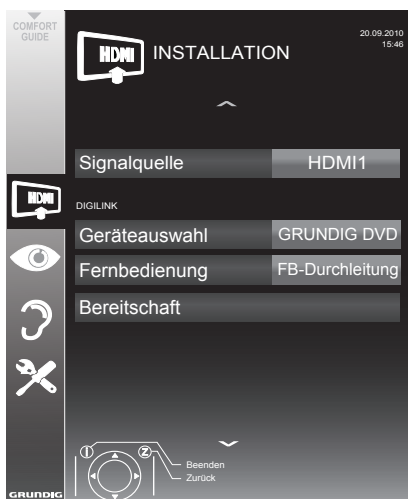 COMFORT
GUIDE
HDMI
INSTALLATION
20.09.2010
15:46
Signalquelle HDMI1
HDMI
DIGILINK
Geräteauswahl GRUNDIG DVD
Fernbedienung FB-Durchleitung
Bereitschaft
Z
Beenden
Zurück
GRUNDIG